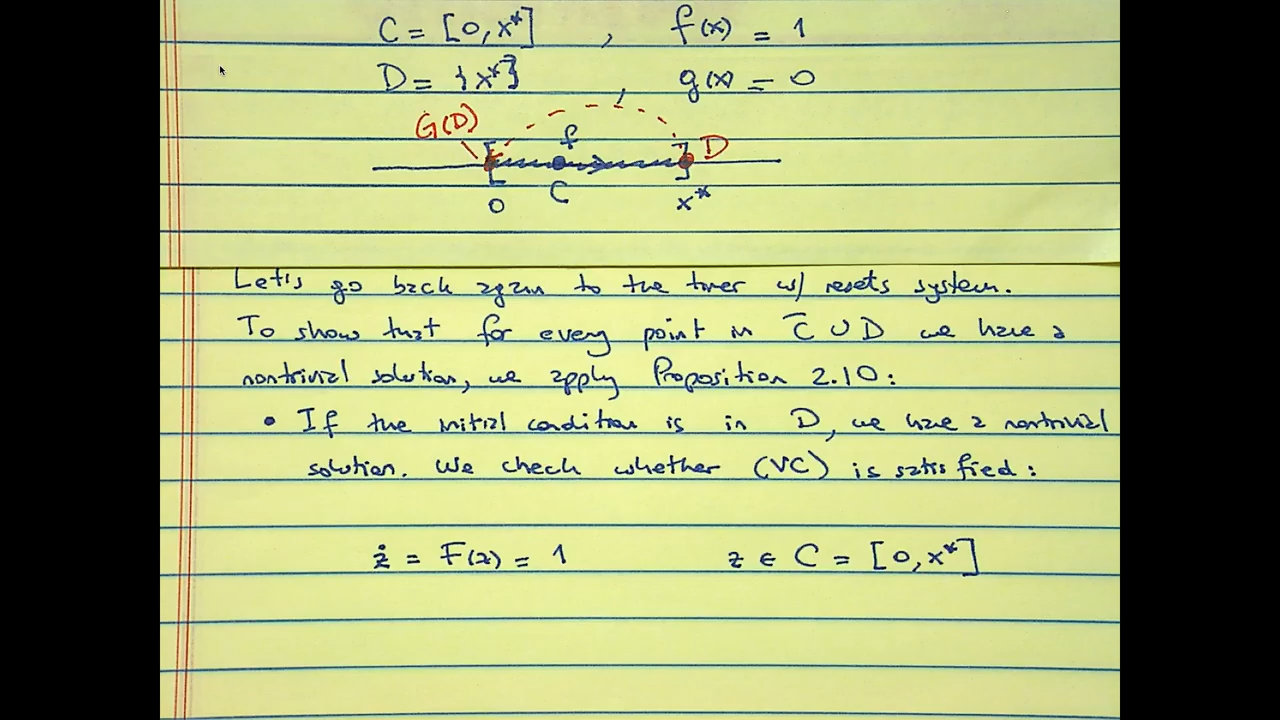 C = [0, x*] , f(x) = 1
D = {x*} , g(x) = 0
G(D) f D
0 C x*
Let's go back again to the timer w/ resets system.
To show that for every point in C̅ ∪ D we have a
nontrivial solution, we apply Proposition 2.10:
• If the initial condition is in D, we have a nontrivial
solution. We check whether (VC) is satisfied:
ż = F(z) = 1 z ∈ C = [0, x*]